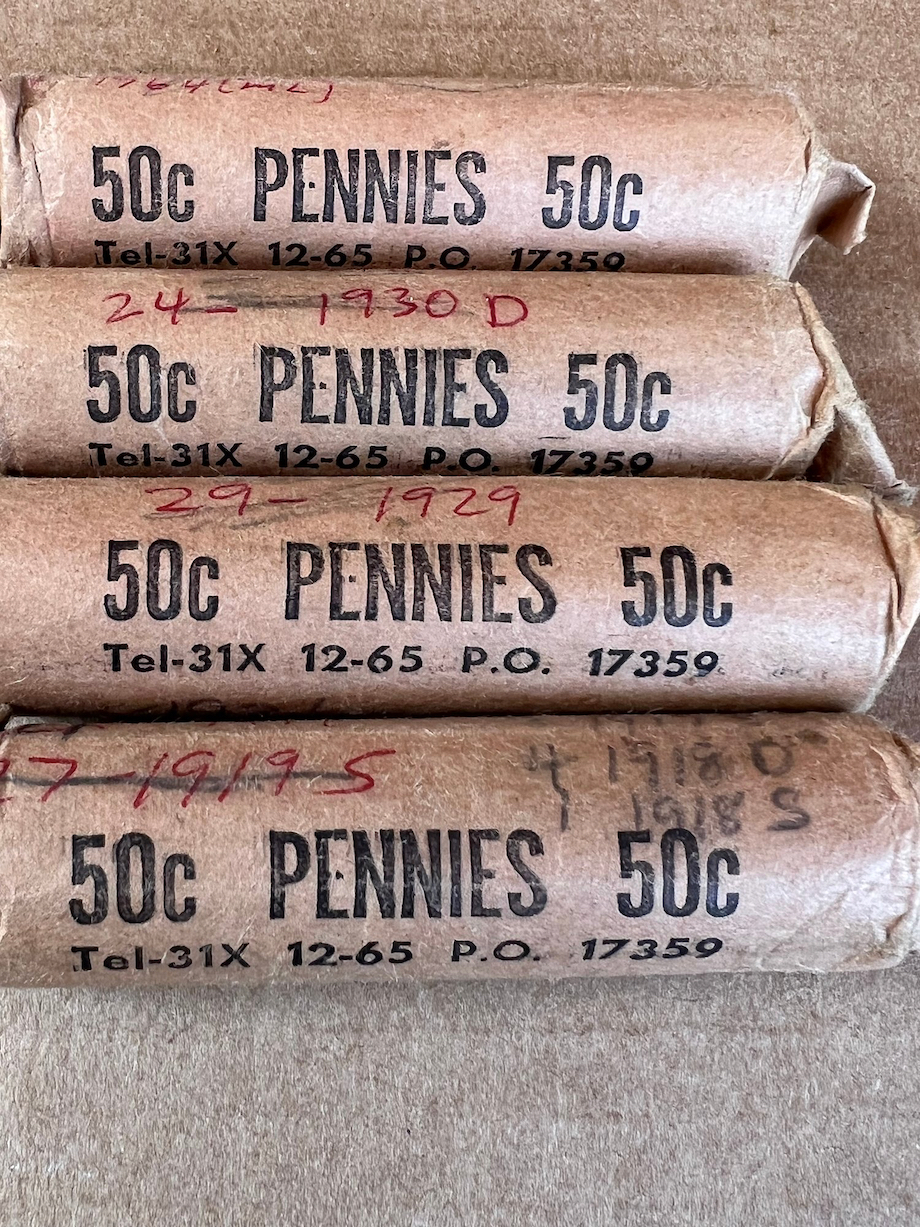 50c PENNIES 50c
Tel-31X 12-65 P.O. 17359
24- 1930 D
50c PENNIES 50c
Tel-31X 12-65 P.O. 17359
29- 1929
50c PENNIES 50c
Tel-31X 12-65 P.O. 17359
27-1919-S
4 1918 D
1 1918 S
50c PENNIES 50c
Tel-31X 12-65 P.O. 17359